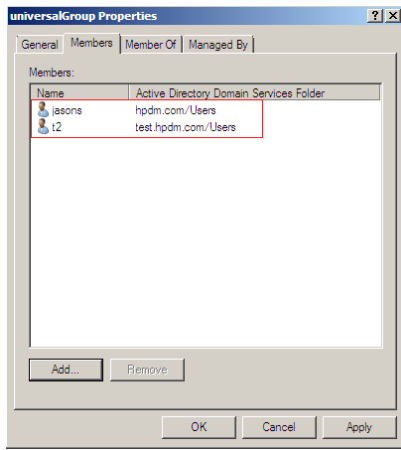 universalGroup Properties ? X
General Members Member Of Managed By
Members:
Name Active Directory Domain Services Folder
jasons hpdm.com/Users
t2 test.hpdm.com/Users
Add... Remove
OK Cancel Apply